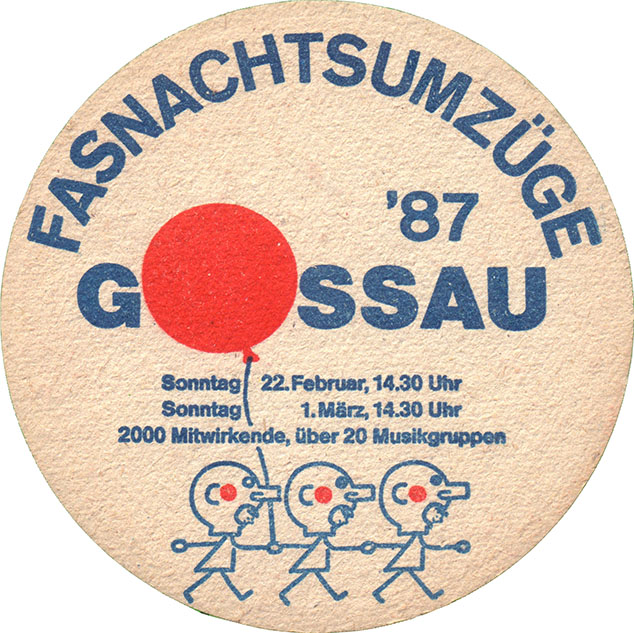 FASNACHTSUMZÜGE
'87
GOSSAU
Sonntag 22. Februar, 14.30 Uhr
Sonntag 1. März, 14.30 Uhr
2000 Mitwirkende, über 20 Musikgruppen